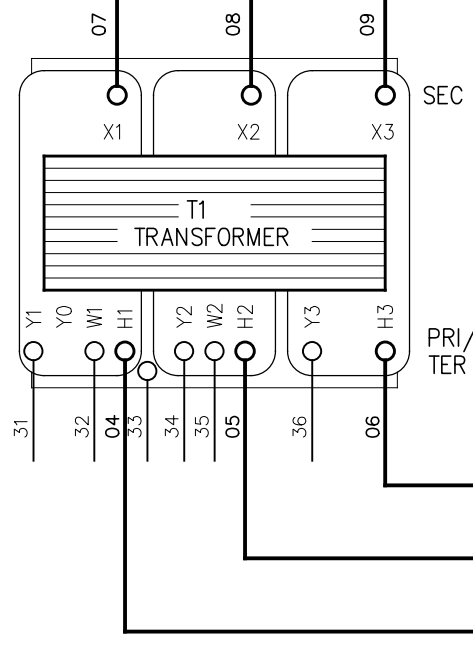 07
08
09
SEC
X1
X2
X3
T1
TRANSFORMER
Y1
Y0
W1
H1
Y2
W2
H2
Y3
H3
PRI/
TER
31
32
04
33
34
35
05
36
06